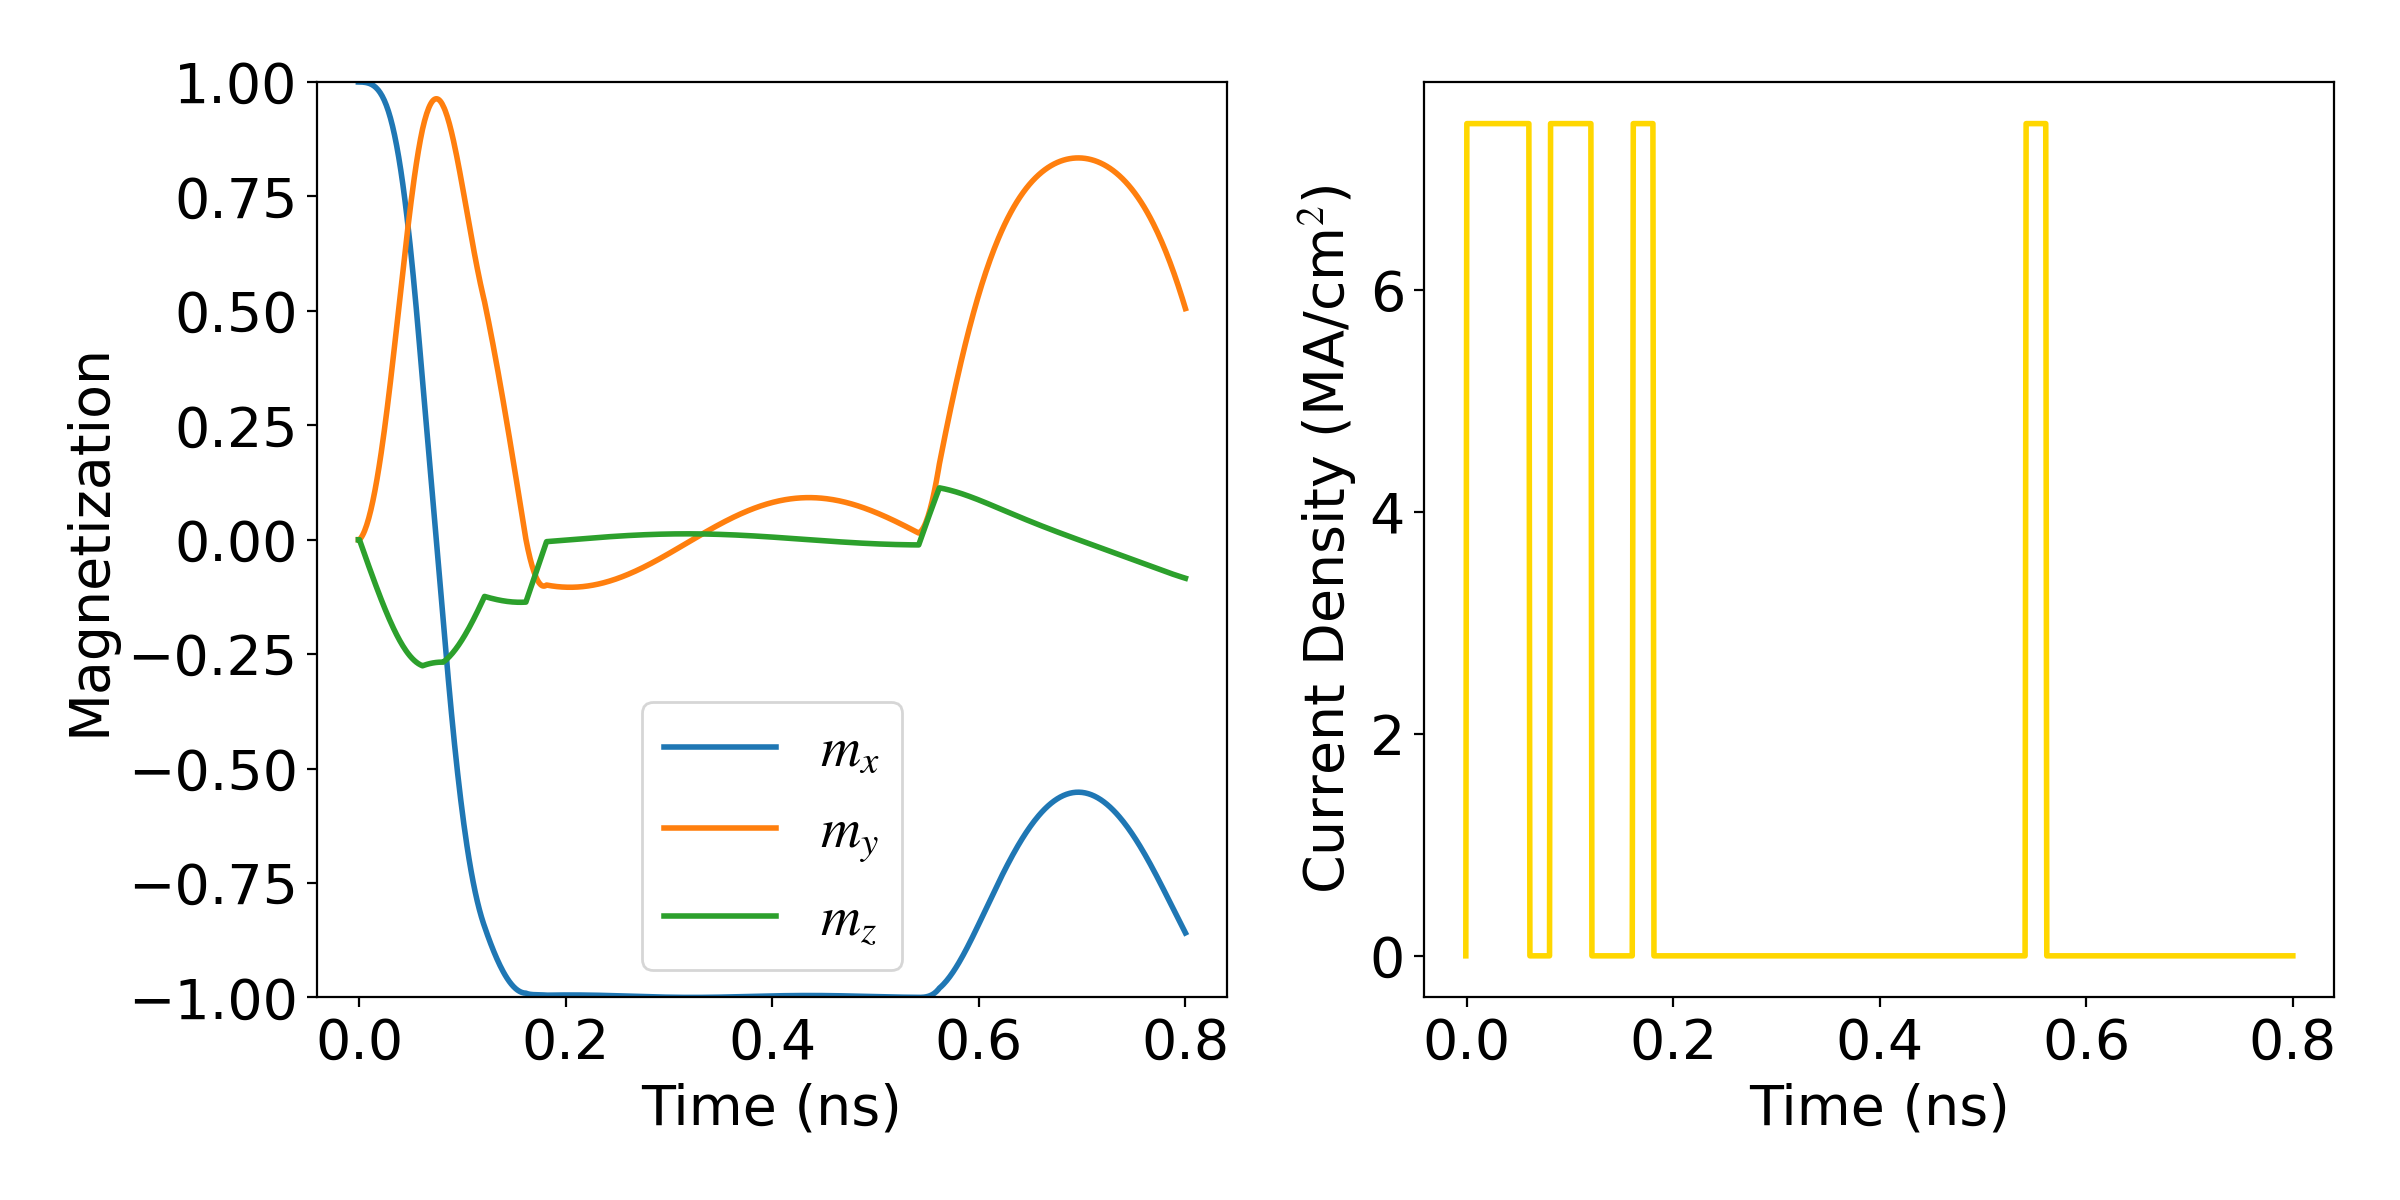 Magnetization
1.00
0.75
0.50
0.25
0.00
−0.25
−0.50
−0.75
−1.00
m_x
m_y
m_z
0.0 0.2 0.4 0.6 0.8
Time (ns)
Current Density (MA/cm²)
6
4
2
0
0.0 0.2 0.4 0.6 0.8
Time (ns)